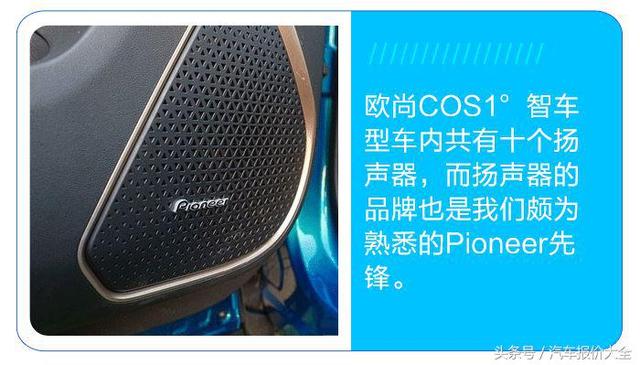 Pioneer
欧尚COS1°智车
型车内共有十个扬
声器，而扬声器的
品牌也是我们颇为
熟悉的Pioneer先
锋。
头条号／汽车报价大全